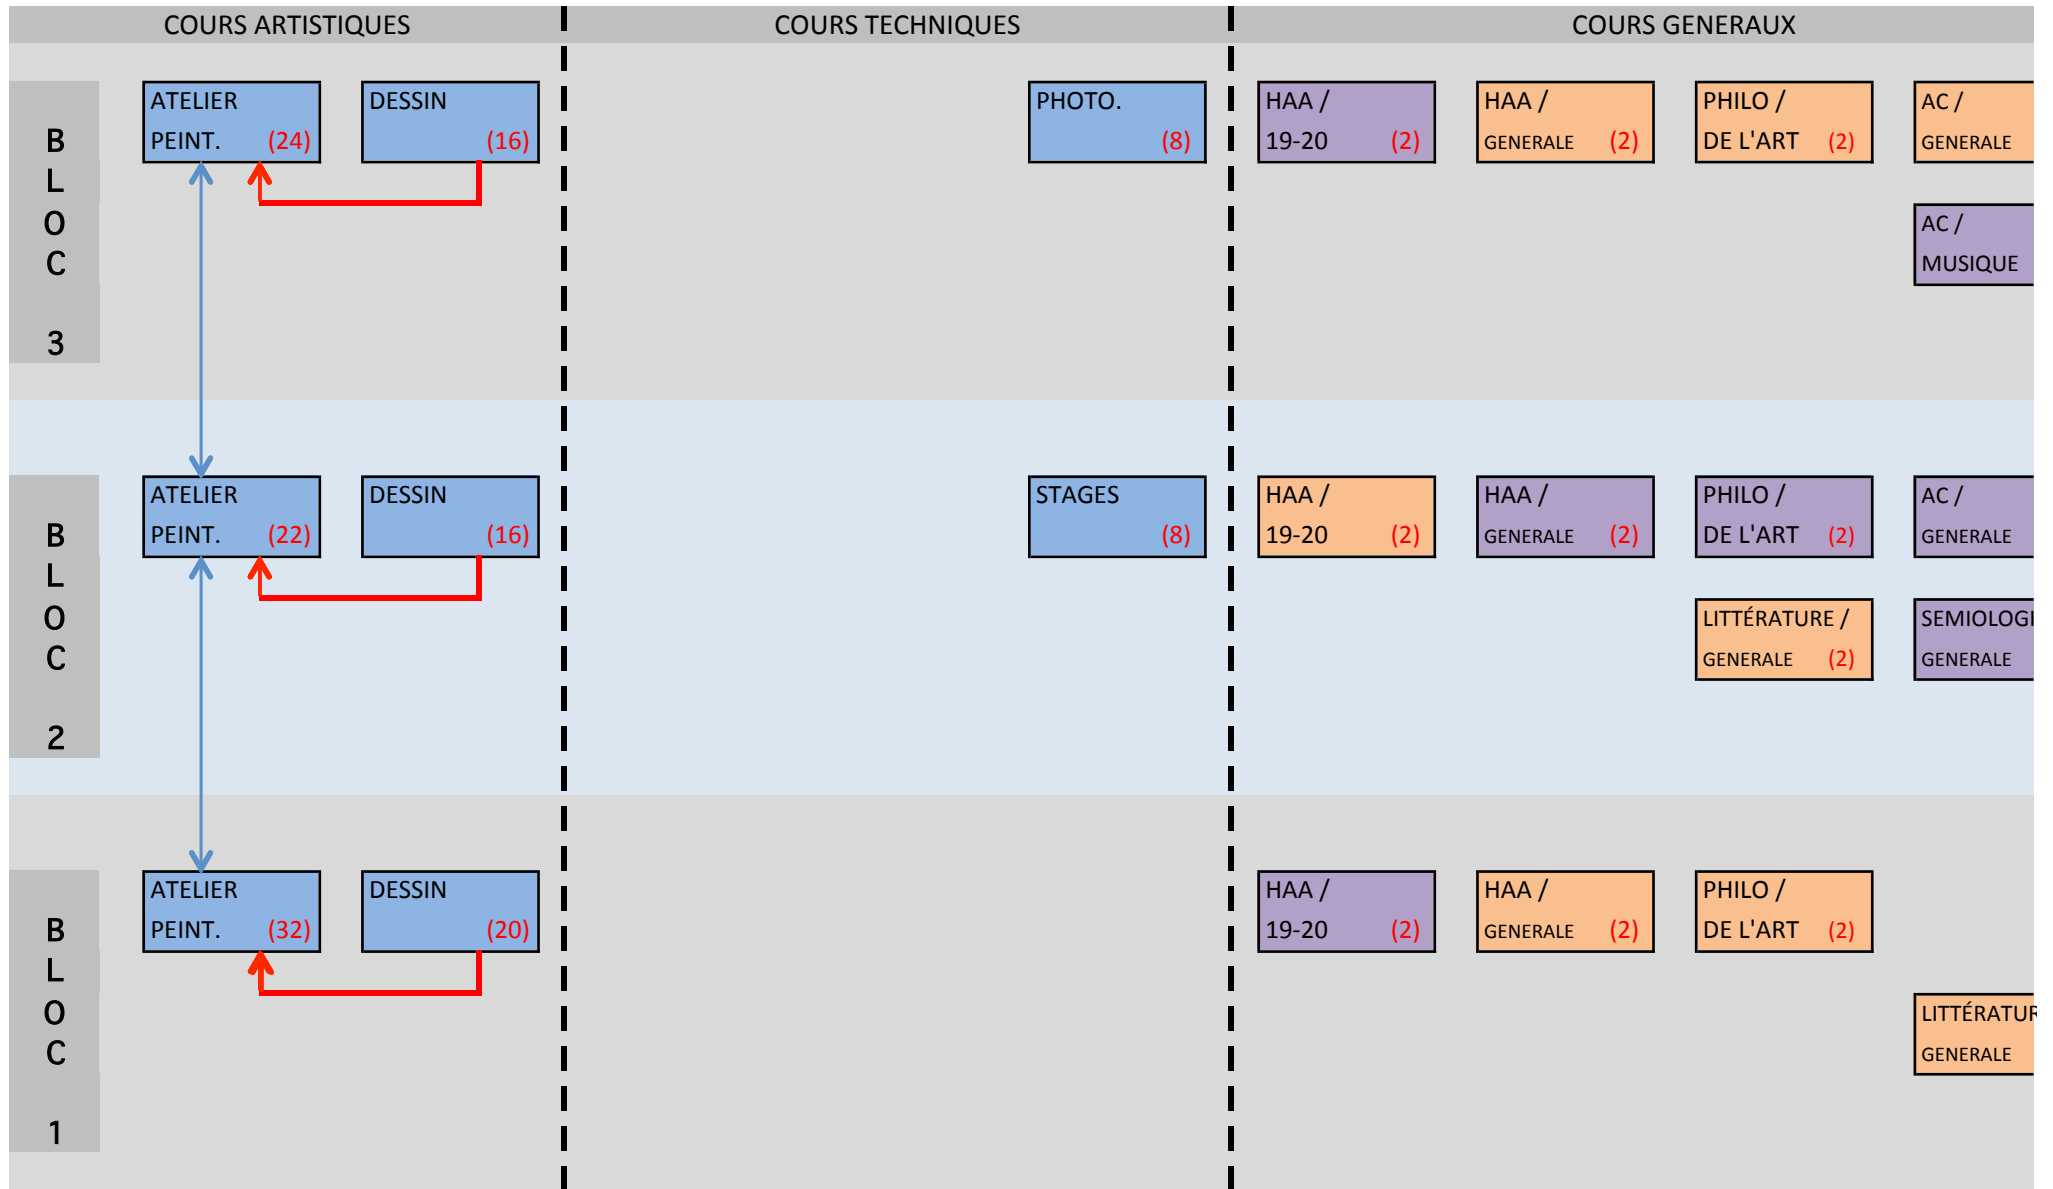 COURS ARTISTIQUES COURS TECHNIQUES COURS GENERAUX
ATELIER DESSIN PHOTO. HAA / HAA / PHILO / AC /
PEINT. (24) (16) (8) 19-20 (2) GENERALE (2) DE L'ART (2) GENERALE
AC /
MUSIQUE
B
L
O
C
3
ATELIER DESSIN STAGES HAA / HAA / PHILO / AC /
PEINT. (22) (16) (8) 19-20 (2) GENERALE (2) DE L'ART (2) GENERALE
LITTÉRATURE / SEMIOLOGI
GENERALE (2) GENERALE
B
L
O
C
2
ATELIER DESSIN HAA / HAA / PHILO /
PEINT. (32) (20) 19-20 (2) GENERALE (2) DE L'ART (2)
LITTÉRATUR
GENERALE
B
L
O
C
1